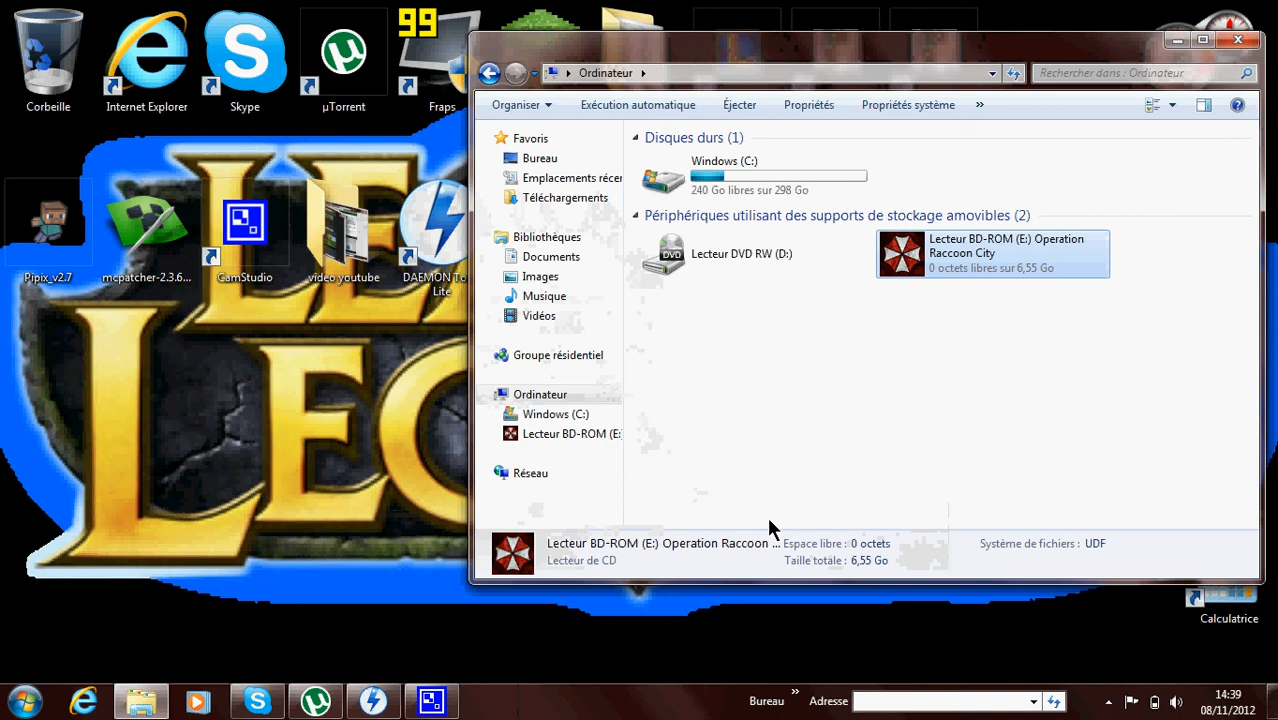 99
Corbeille
Internet Explorer
Skype
µTorrent
Fraps
Pipix_v2.7
mcpatcher-2.3.6...
CamStudio
video youtube
DAEMON To
Lite
LE
LEG
Ordinateur
Rechercher dans : Ordinateur
Organiser
Exécution automatique
Éjecter
Propriétés
Propriétés système
»
Favoris
Bureau
Emplacements récer
Téléchargements
Bibliothèques
Documents
Images
Musique
Vidéos
Groupe résidentiel
Ordinateur
Windows (C:)
Lecteur BD-ROM (E:
Réseau
Disques durs (1)
Windows (C:)
240 Go libres sur 298 Go
Périphériques utilisant des supports de stockage amovibles (2)
DVD
Lecteur DVD RW (D:)
Lecteur BD-ROM (E:) Operation
Raccoon City
0 octets libres sur 6,55 Go
Lecteur BD-ROM (E:) Operation Raccoon ...
Lecteur de CD
Espace libre : 0 octets
Taille totale : 6,55 Go
Système de fichiers : UDF
Calculatrice
Bureau
»
Adresse
14:39
08/11/2012